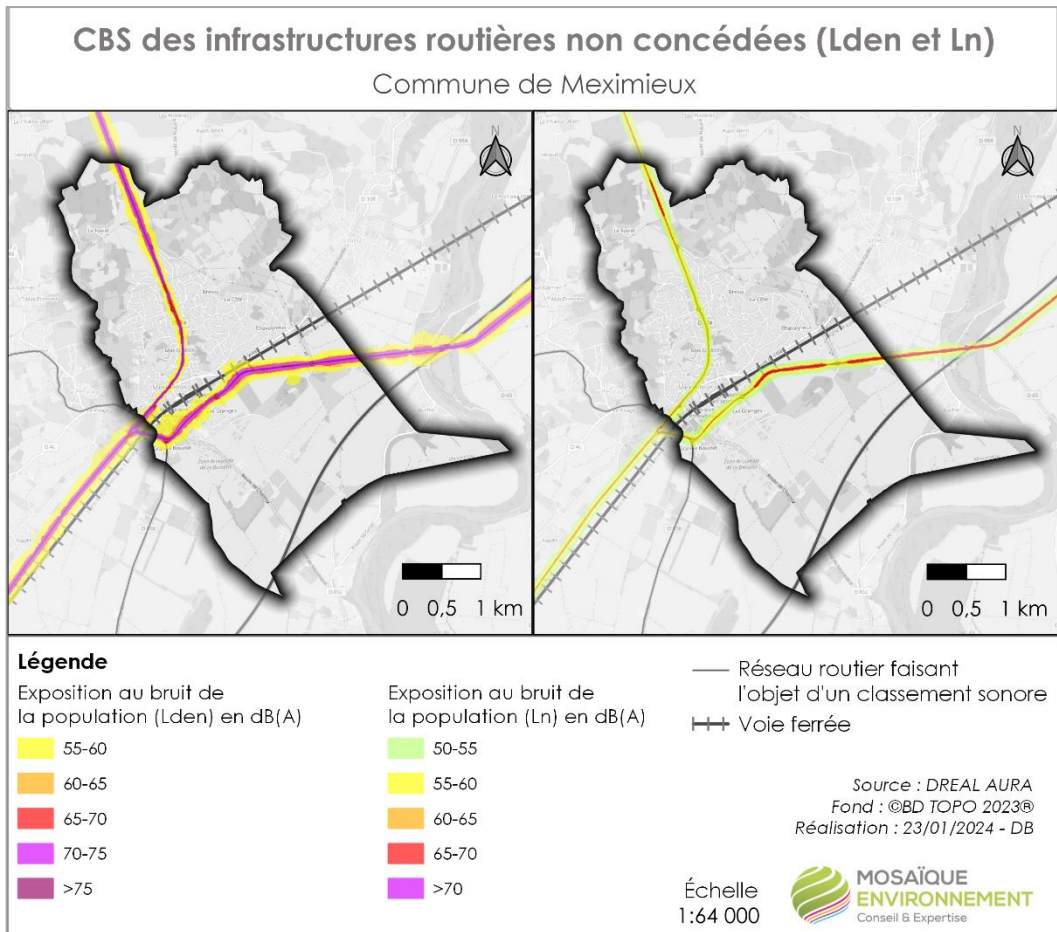 CBS des infrastructures routières non concédées (Lden et Ln)
Commune de Meximieux
N
0 0,5 1 km
N
0 0,5 1 km
Légende
Exposition au bruit de
la population (Lden) en dB(A)
55-60
60-65
65-70
70-75
>75
Exposition au bruit de
la population (Ln) en dB(A)
50-55
55-60
60-65
65-70
>70
Réseau routier faisant
l'objet d'un classement sonore
Voie ferrée
Source : DREAL AURA
Fond : ©BD TOPO 2023®
Réalisation : 23/01/2024 - DB
Échelle
1:64 000
MOSAÏQUE
ENVIRONNEMENT
Conseil & Expertise